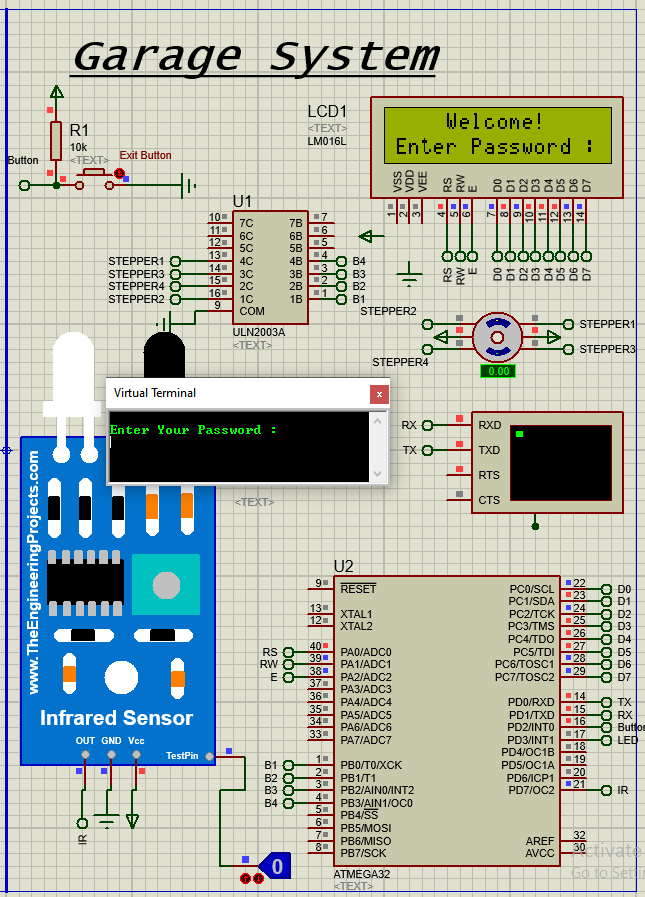 Garage System
R1
10k
<TEXT>
Button
Exit Button
LCD1
<TEXT>
LM016L
Welcome!
Enter Password :
VSS VDD VEE RS RW E D0 D1 D2 D3 D4 D5 D6 D7
1 2 3 4 5 6 7 8 9 10 11 12 13 14
RS RW E D0 D1 D2 D3 D4 D5 D6 D7
U1
10 7C 7B 7
11 6C 6B 6
12 5C 5B 5
STEPPER1 13 4C 4B 4 B4
STEPPER3 14 3C 3B 3 B3
STEPPER4 15 2C 2B 2 B2
STEPPER2 16 1C 1B 1 B1
9 COM
ULN2003A
<TEXT>
STEPPER2
STEPPER1
STEPPER3
STEPPER4
0.00
Virtual Terminal
x
Enter Your Password :
<TEXT>
RX RXD
TX TXD
RTS
CTS
www.TheEngineeringProjects.com
Infrared Sensor
OUT GND Vcc
TestPin
IR
0
U2
9 RESET PC0/SCL 22 D0
PC1/SDA 23 D1
13 XTAL1 PC2/TCK 24 D2
12 XTAL2 PC3/TMS 25 D3
PC4/TDO 26 D4
RS 40 PA0/ADC0 PC5/TDI 27 D5
RW 39 PA1/ADC1 PC6/TOSC1 28 D6
E 38 PA2/ADC2 PC7/TOSC2 29 D7
37 PA3/ADC3
36 PA4/ADC4 PD0/RXD 14 TX
35 PA5/ADC5 PD1/TXD 15 RX
34 PA6/ADC6 PD2/INT0 16 Button
33 PA7/ADC7 PD3/INT1 17 LED
PD4/OC1B 18
B1 1 PB0/T0/XCK PD5/OC1A 19
B2 2 PB1/T1 PD6/ICP1 20
B3 3 PB2/AIN0/INT2 PD7/OC2 21 IR
B4 4 PB3/AIN1/OC0
5 PB4/SS
6 PB5/MOSI
7 PB6/MISO AREF 32
8 PB7/SCK AVCC 30
ATMEGA32
<TEXT>
Activate
Go to Setti